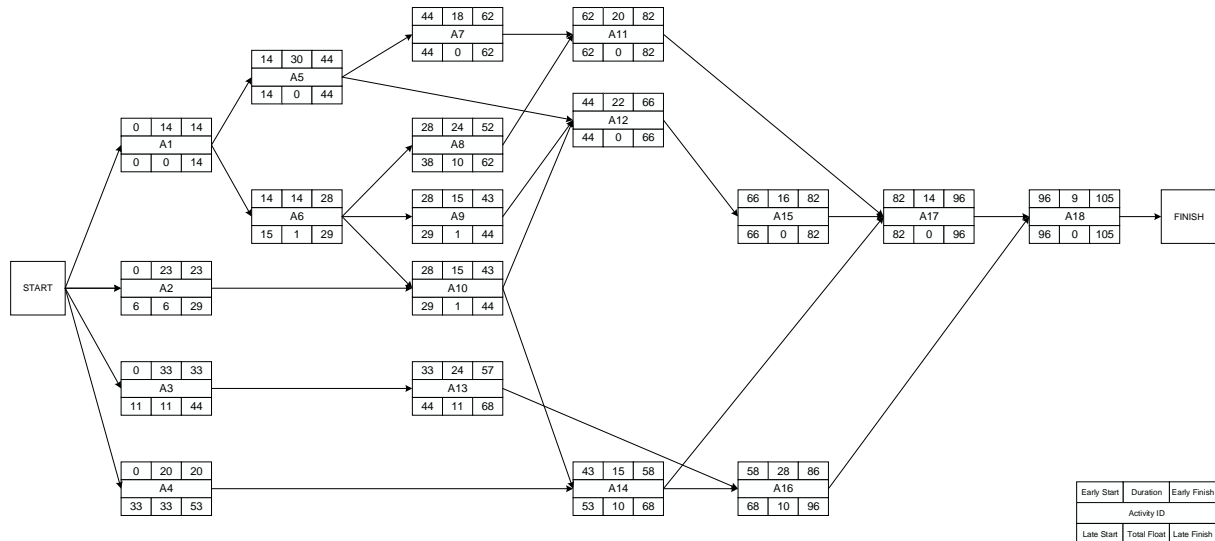 44 18 62
A7
44 0 62
62 20 82
A11
62 0 82
14 30 44
A5
14 0 44
44 22 66
A12
44 0 66
0 14 14
A1
0 0 14
28 24 52
A8
38 10 62
14 14 28
A6
15 1 29
28 15 43
A9
29 1 44
66 16 82
A15
66 0 82
82 14 96
A17
82 0 96
96 9 105
A18
96 0 105
FINISH
START
0 23 23
A2
6 6 29
28 15 43
A10
29 1 44
0 33 33
A3
11 11 44
33 24 57
A13
44 11 68
0 20 20
A4
33 33 53
43 15 58
A14
53 10 68
58 28 86
A16
68 10 96
Early Start Duration Early Finish
Activity ID
Late Start Total Float Late Finish